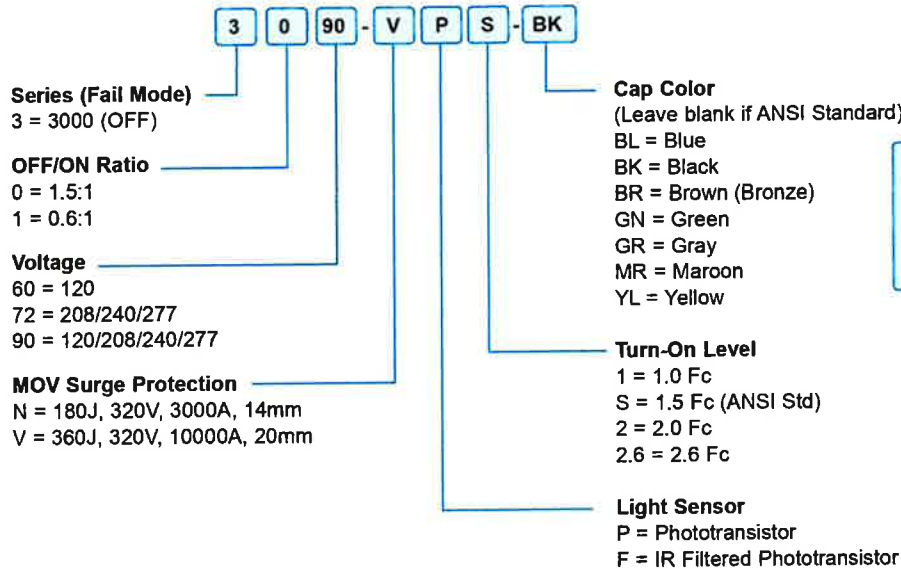 3 0 90 - V P S - BK
Series (Fail Mode)
3 = 3000 (OFF)
OFF/ON Ratio
0 = 1.5:1
1 = 0.6:1
Voltage
60 = 120
72 = 208/240/277
90 = 120/208/240/277
MOV Surge Protection
N = 180J, 320V, 3000A, 14mm
V = 360J, 320V, 10000A, 20mm
Cap Color
(Leave blank if ANSI Standard)
BL = Blue
BK = Black
BR = Brown (Bronze)
GN = Green
GR = Gray
MR = Maroon
YL = Yellow
Turn-On Level
1 = 1.0 Fc
S = 1.5 Fc (ANSI Std)
2 = 2.0 Fc
2.6 = 2.6 Fc
Light Sensor
P = Phototransistor
F = IR Filtered Phototransistor